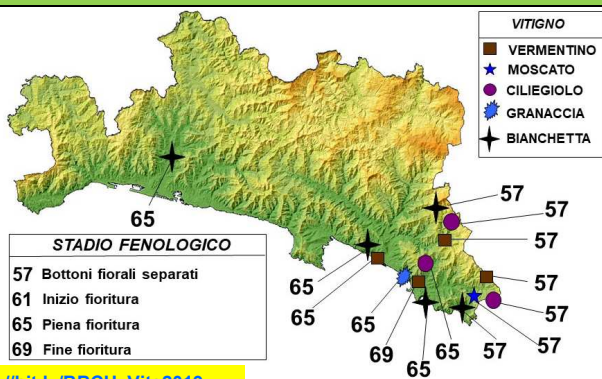 VITIGNO
VERMENTINO
MOSCATO
CILIEGIOLO
GRANACCIA
BIANCHETTA
57
57
57
65
STADIO FENOLOGICO
57 Bottoni fiorali separati
61 Inizio fioritura
65 Piena fioritura
69 Fine fioritura
65
65
65
69
65
65
57
57
57
57